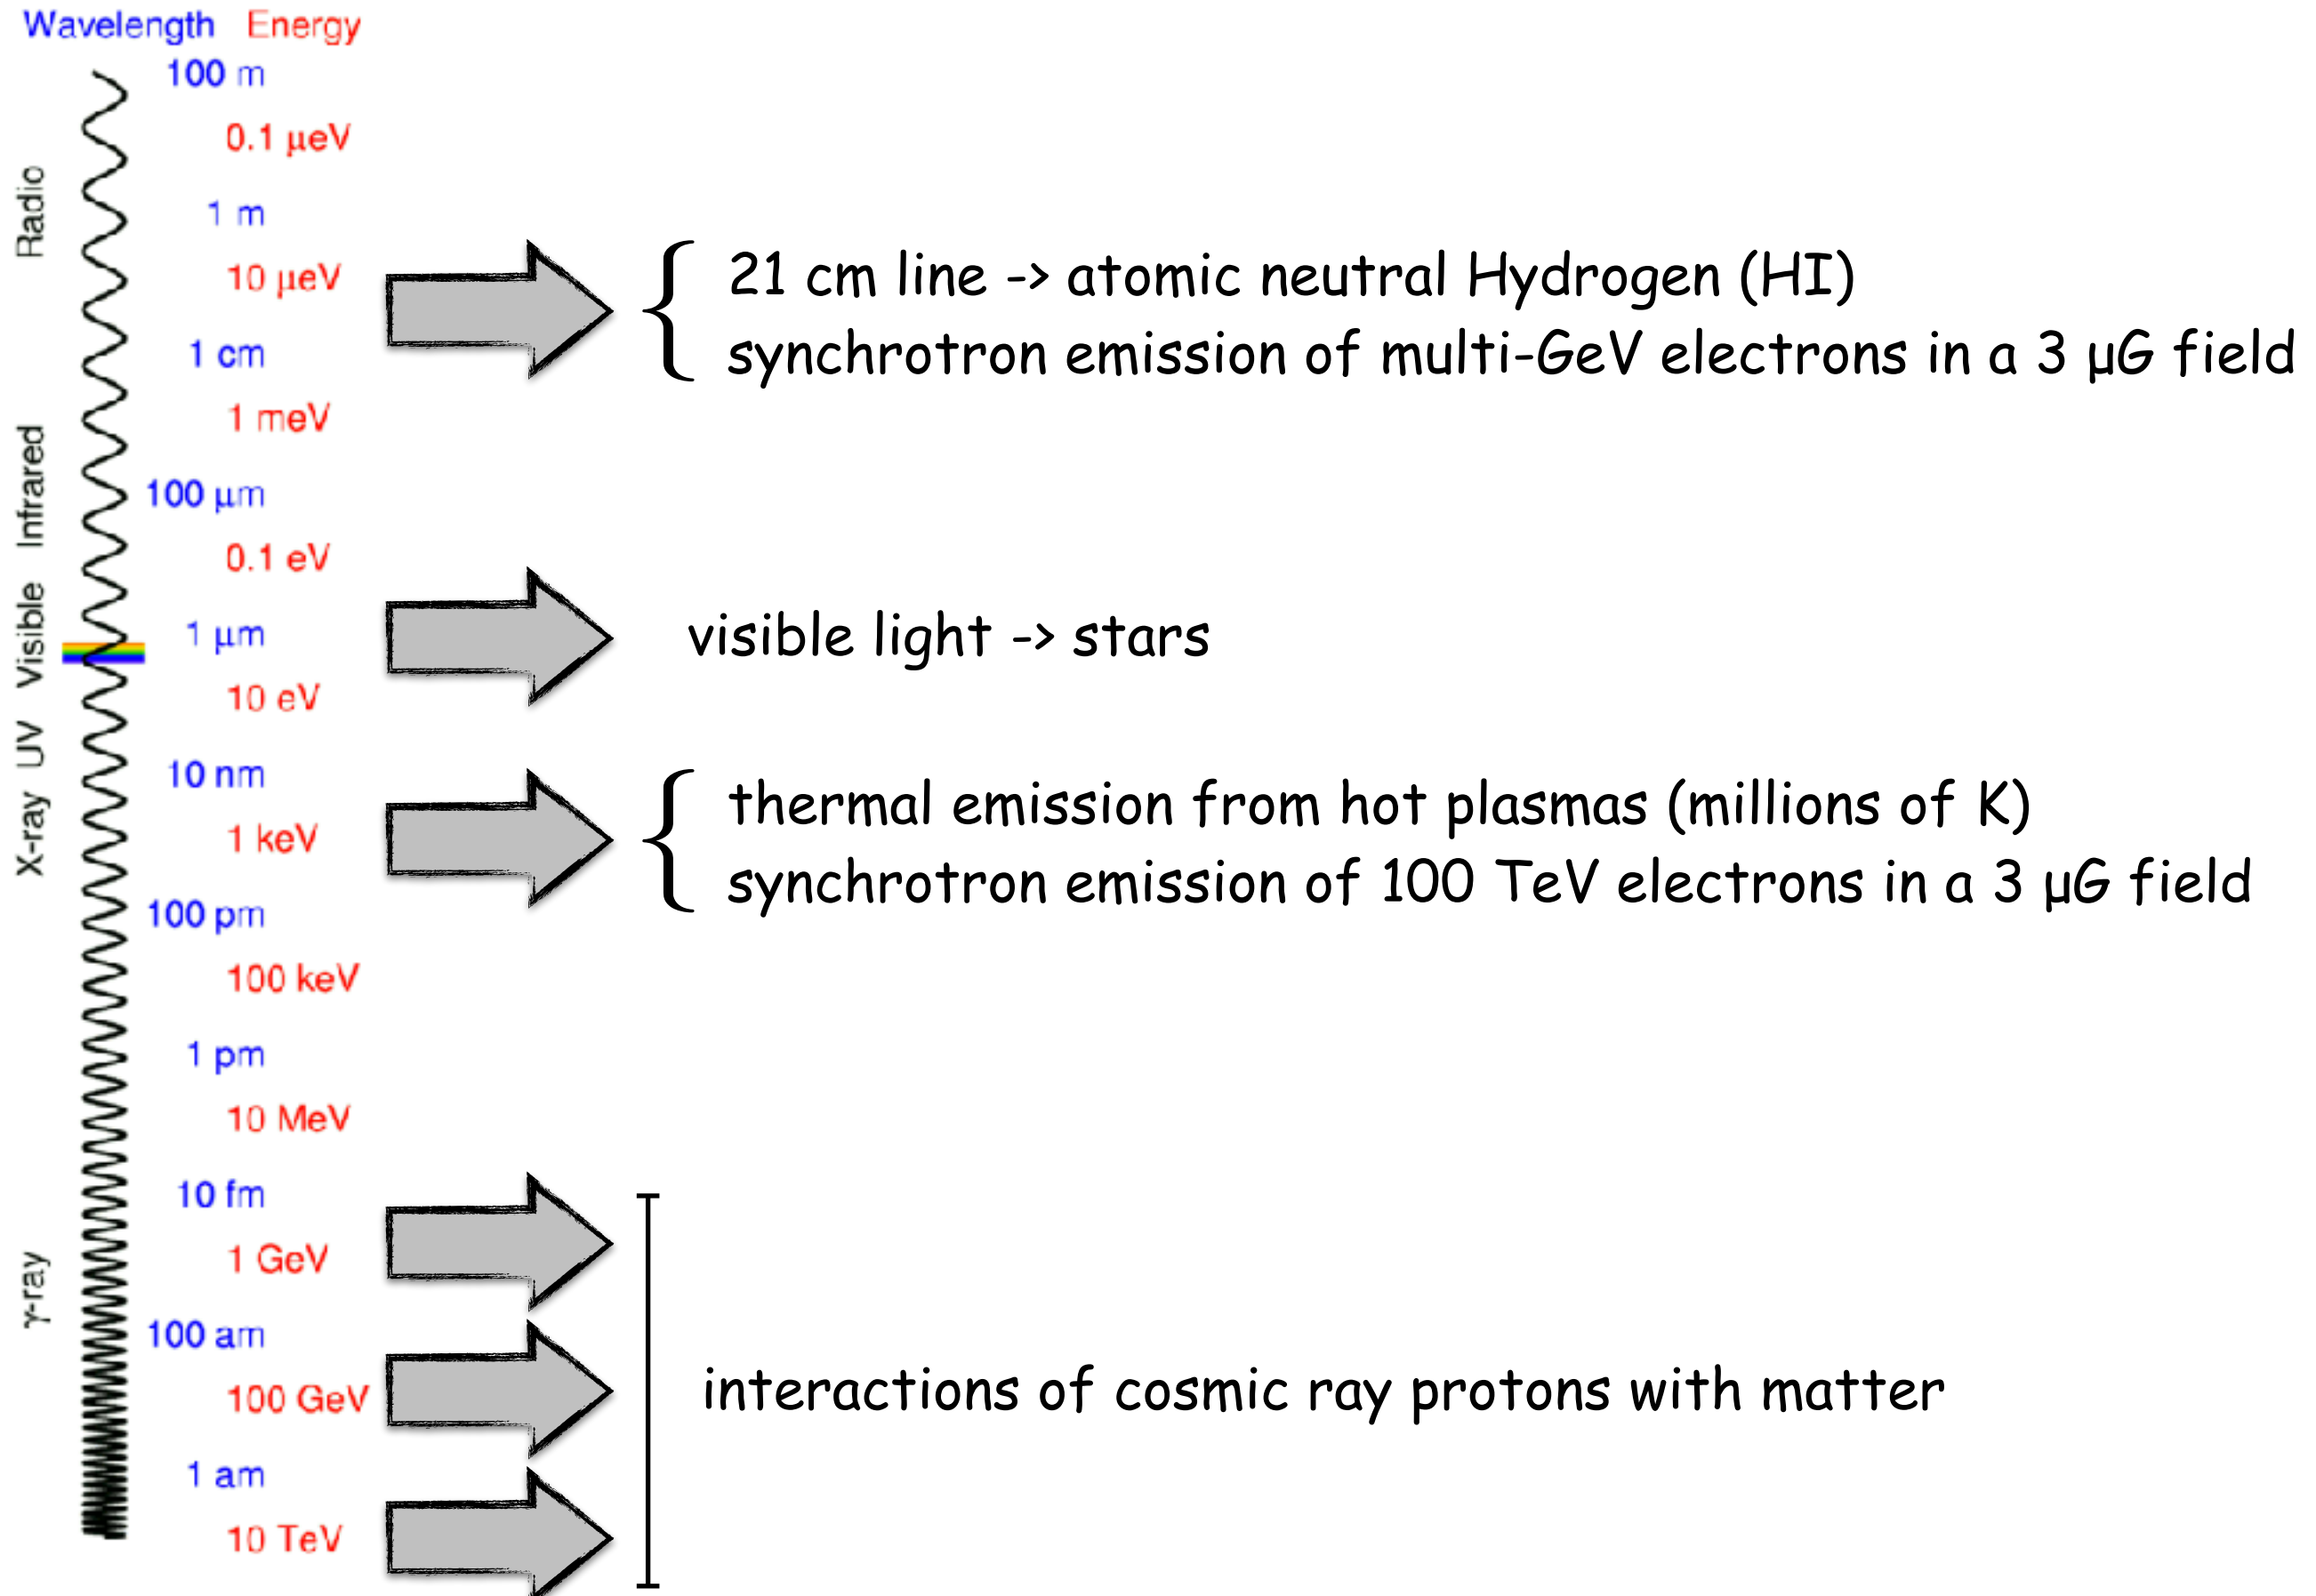 Wavelength Energy
100 m
0.1 μeV
Radio
1 m
10 μeV
21 cm line -> atomic neutral Hydrogen (HI)
synchrotron emission of multi-GeV electrons in a 3 μG field
1 cm
1 meV
Infrared
100 μm
0.1 eV
Visible
1 μm
visible light -> stars
10 eV
UV
10 nm
X-ray
1 keV
thermal emission from hot plasmas (millions of K)
synchrotron emission of 100 TeV electrons in a 3 μG field
100 pm
100 keV
1 pm
10 MeV
10 fm
γ-ray
1 GeV
100 am
100 GeV
interactions of cosmic ray protons with matter
1 am
10 TeV